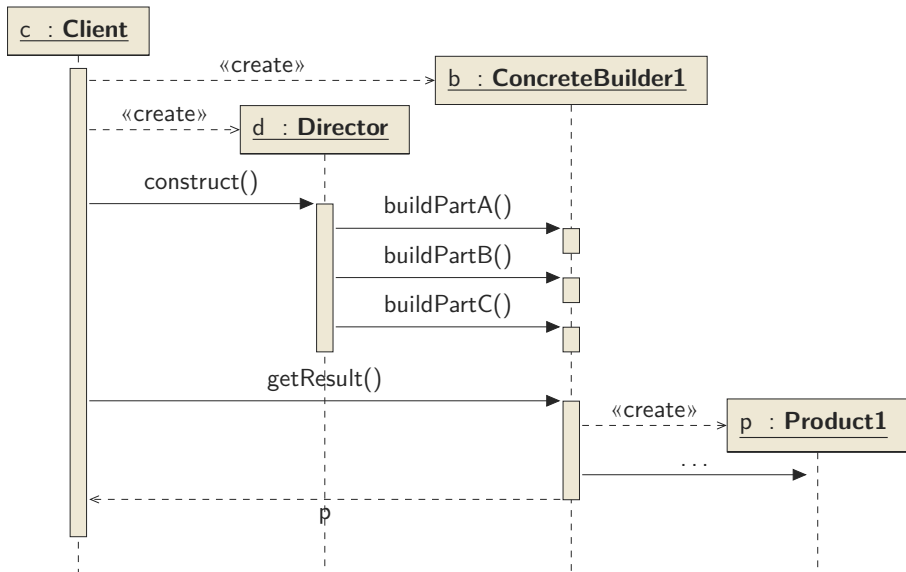 c : Client
«create»
b : ConcreteBuilder1
«create»
d : Director
construct()
buildPartA()
buildPartB()
buildPartC()
getResult()
«create»
p : Product1
...
p